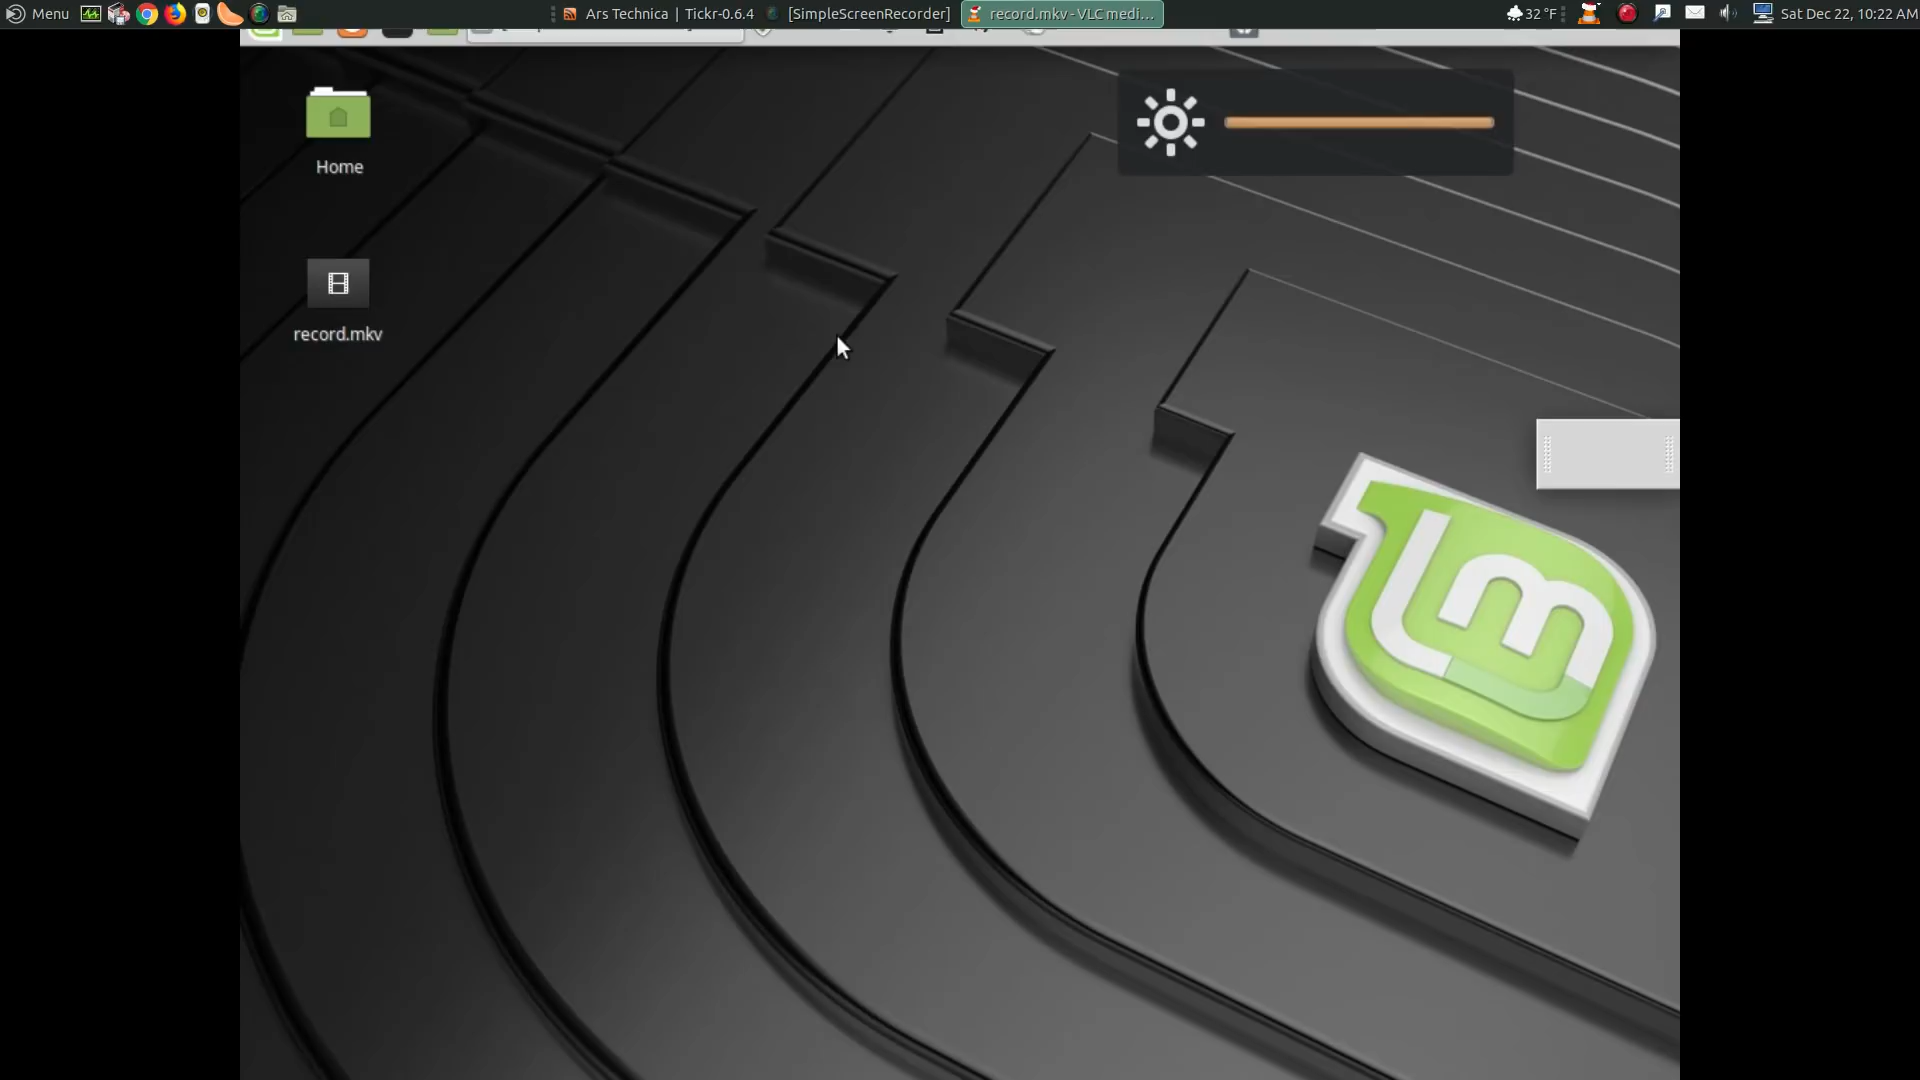 Menu
Ars Technica | Tickr-0.6.4
[SimpleScreenRecorder]
record.mkv - VLC medi...
32 °F
Sat Dec 22, 10:22 AM
Home
record.mkv
lm